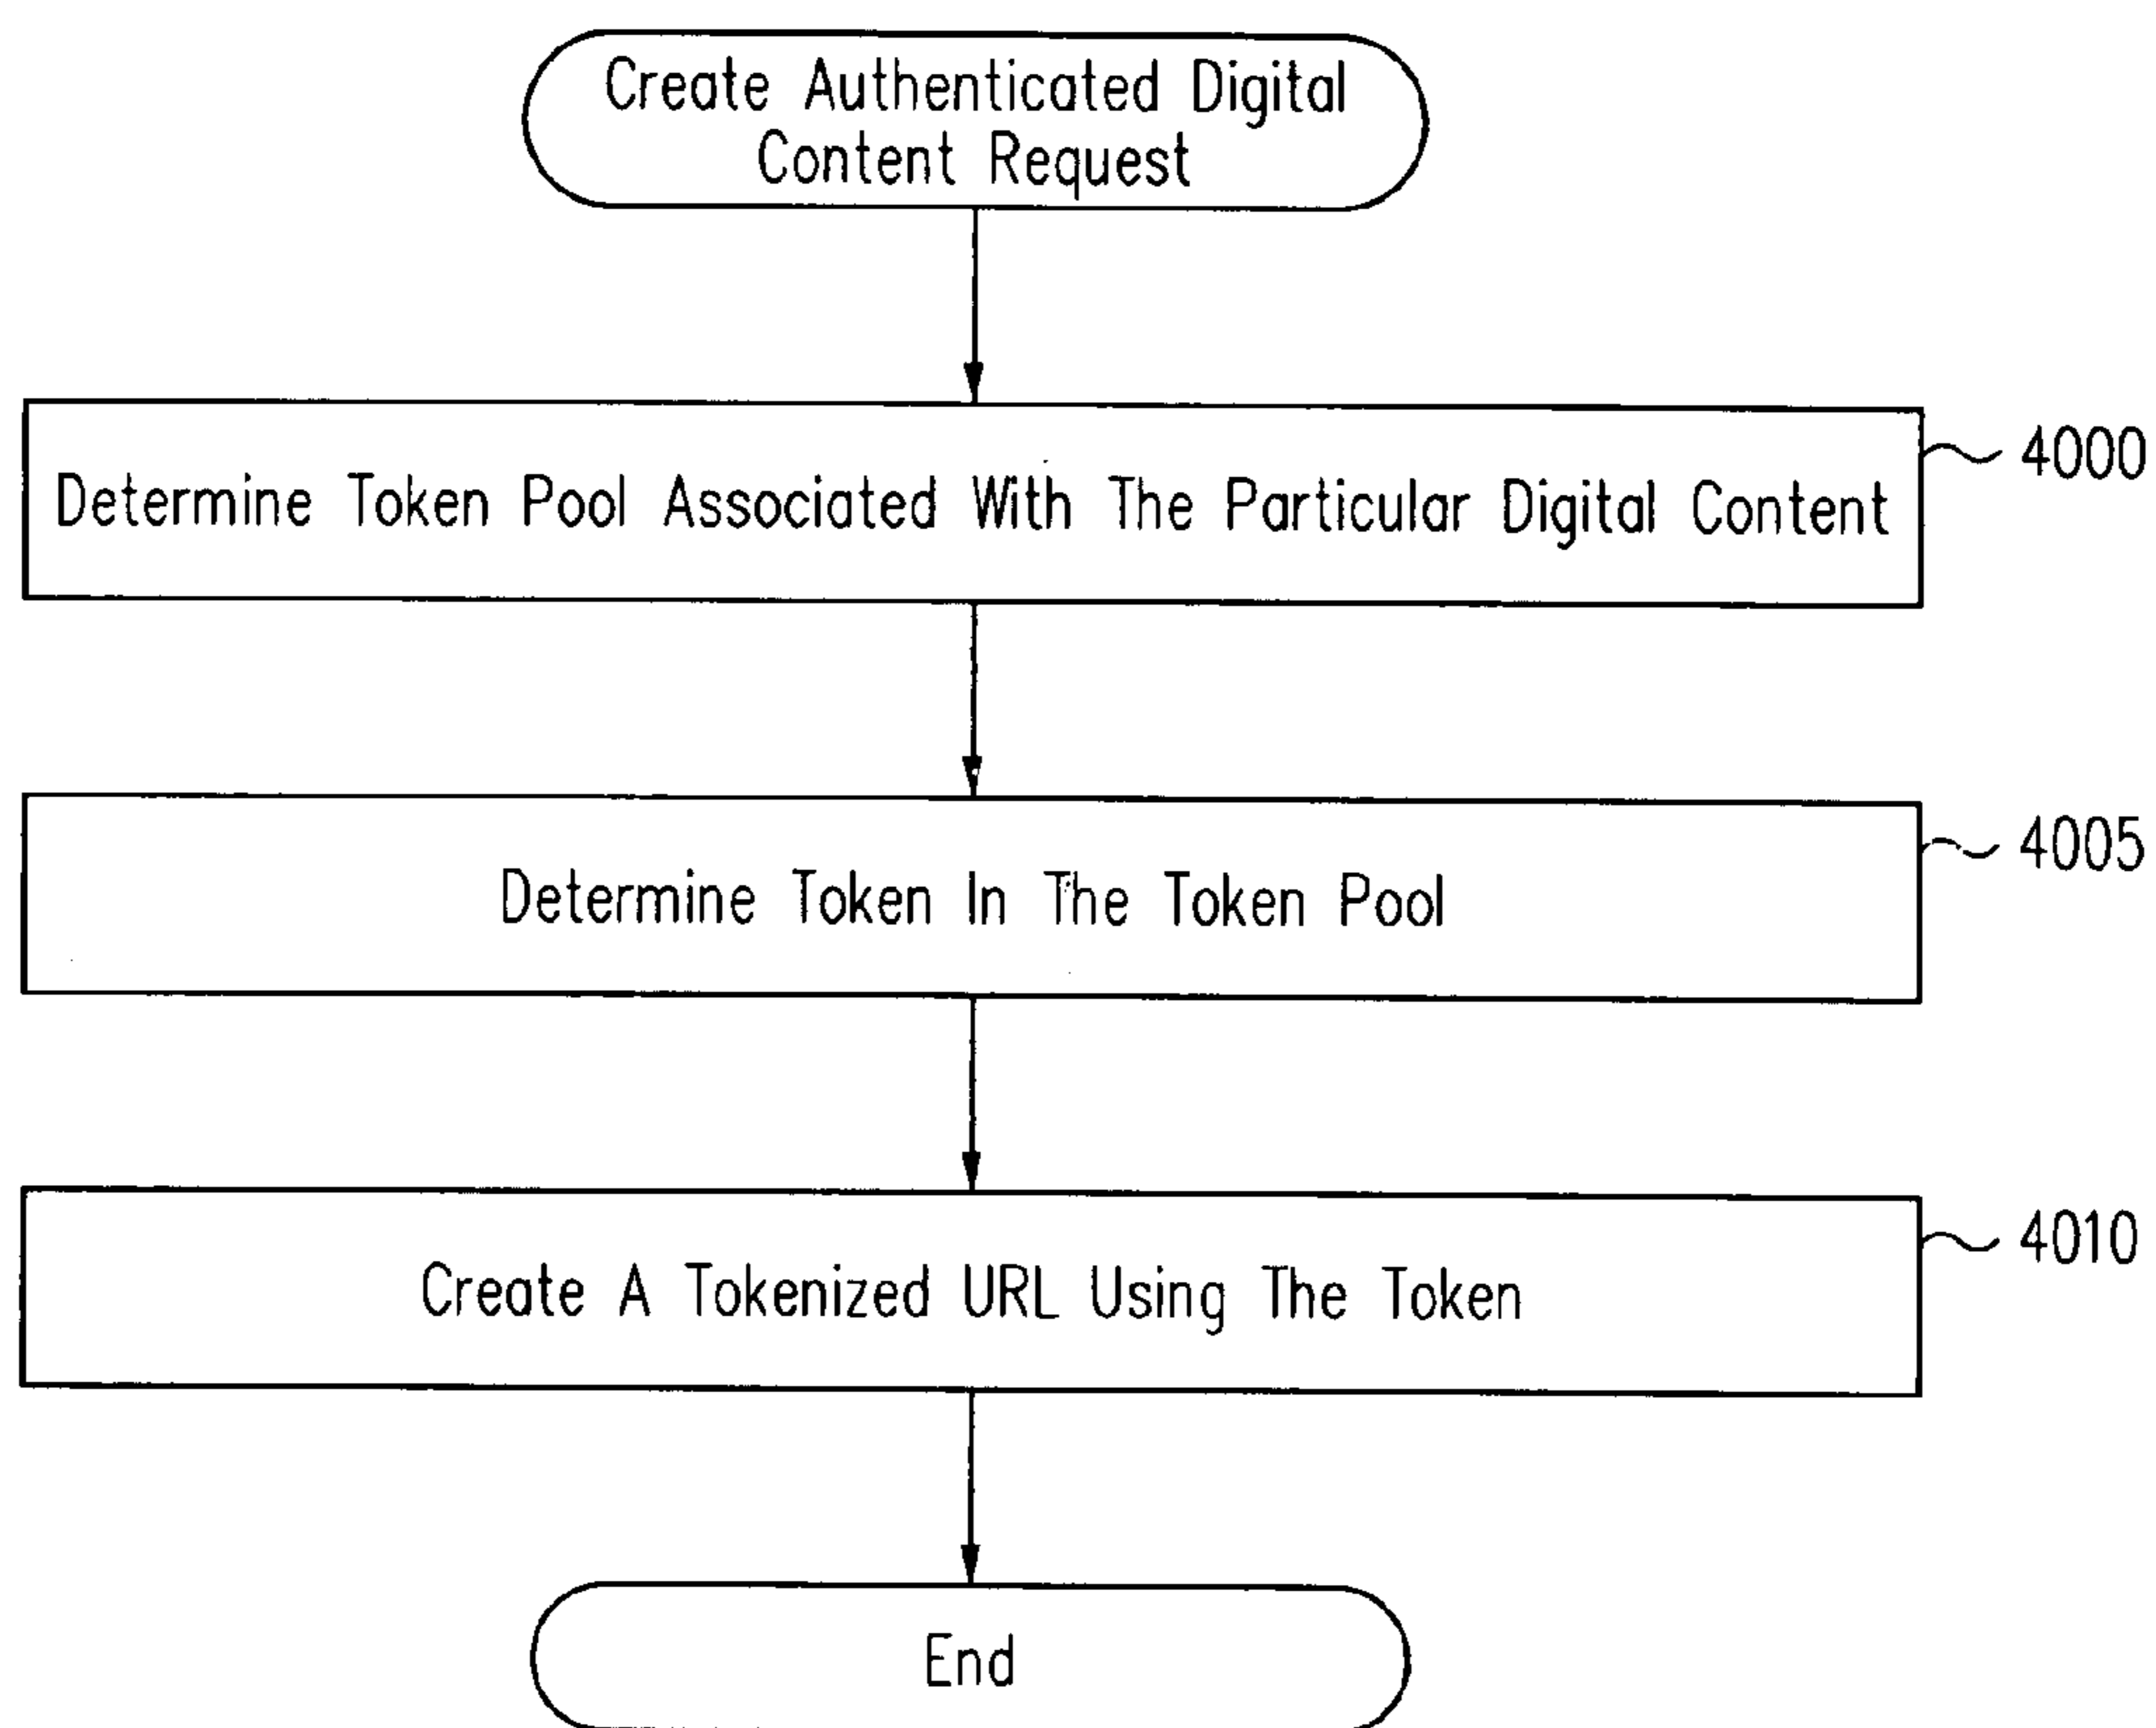 Create Authenticated Digital
Content Request
Determine Token Pool Associated With The Particular Digital Content
4000
Determine Token In The Token Pool
4005
Create A Tokenized URL Using The Token
4010
End